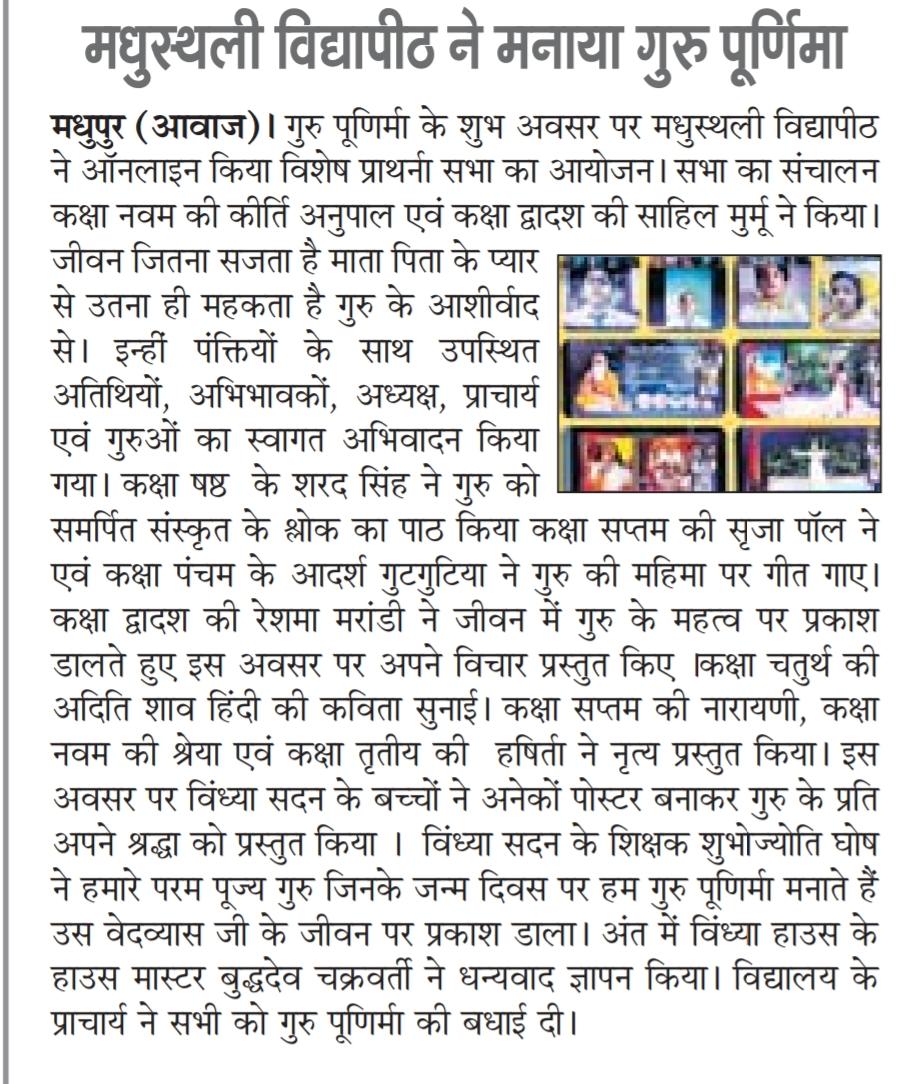 मधुस्थली विद्यापीठ ने मनाया गुरु पूर्णिमा
मधुपुर (आवाज)। गुरु पूणिर्मा के शुभ अवसर पर मधुस्थली विद्यापीठ
ने ऑनलाइन किया विशेष प्राथर्ना सभा का आयोजन। सभा का संचालन
कक्षा नवम की कीर्ति अनुपाल एवं कक्षा द्वादश की साहिल मुर्मू ने किया।
जीवन जितना सजता है माता पिता के प्यार
से उतना ही महकता है गुरु के आशीर्वाद
से। इन्हीं पंक्तियों के साथ उपस्थित
अतिथियों, अभिभावकों, अध्यक्ष, प्राचार्य
एवं गुरुओं का स्वागत अभिवादन किया
गया। कक्षा षष्ठ के शरद सिंह ने गुरु को
समर्पित संस्कृत के श्लोक का पाठ किया कक्षा सप्तम की सृजा पॉल ने
एवं कक्षा पंचम के आदर्श गुटगुटिया ने गुरु की महिमा पर गीत गाए।
कक्षा द्वादश की रेशमा मरांडी ने जीवन में गुरु के महत्व पर प्रकाश
डालते हुए इस अवसर पर अपने विचार प्रस्तुत किए ।कक्षा चतुर्थ की
अदिति शाव हिंदी की कविता सुनाई। कक्षा सप्तम की नारायणी, कक्षा
नवम की श्रेया एवं कक्षा तृतीय की हषिर्ता ने नृत्य प्रस्तुत किया। इस
अवसर पर विंध्या सदन के बच्चों ने अनेकों पोस्टर बनाकर गुरु के प्रति
अपने श्रद्धा को प्रस्तुत किया । विंध्या सदन के शिक्षक शुभोज्योति घोष
ने हमारे परम पूज्य गुरु जिनके जन्म दिवस पर हम गुरु पूणिर्मा मनाते हैं
उस वेदव्यास जी के जीवन पर प्रकाश डाला। अंत में विंध्या हाउस के
हाउस मास्टर बुद्धदेव चक्रवर्ती ने धन्यवाद ज्ञापन किया। विद्यालय के
प्राचार्य ने सभी को गुरु पूणिर्मा की बधाई दी।